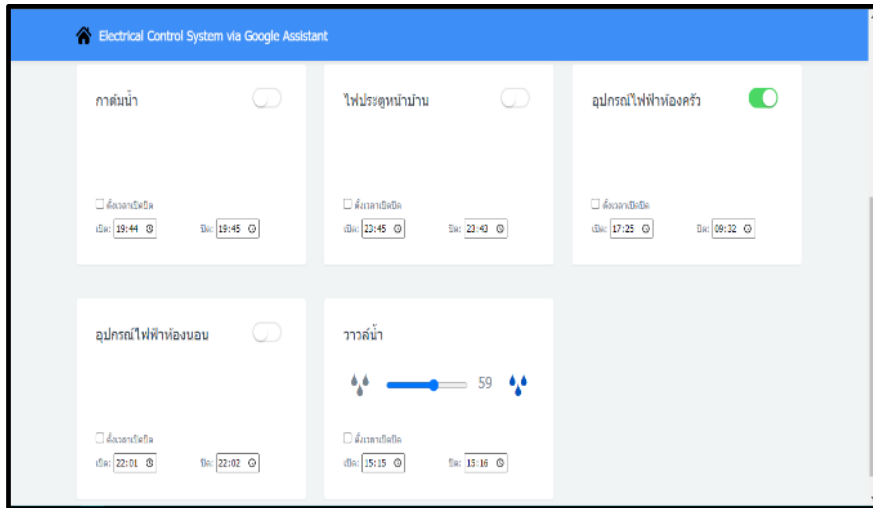 Electrical Control System via Google Assistant
กาต้มน้ำ
ตั้งเวลาเปิดปิด
เปิด: 19:44 ปิด: 19:45
ไฟประตูหน้าบ้าน
ตั้งเวลาเปิดปิด
เปิด: 23:45 ปิด: 23:43
อุปกรณ์ไฟฟ้าห้องครัว
ตั้งเวลาเปิดปิด
เปิด: 17:25 ปิด: 09:32
อุปกรณ์ไฟฟ้าห้องนอน
ตั้งเวลาเปิดปิด
เปิด: 22:01 ปิด: 22:02
วาวล์น้ำ
59
ตั้งเวลาเปิดปิด
เปิด: 15:15 ปิด: 15:16